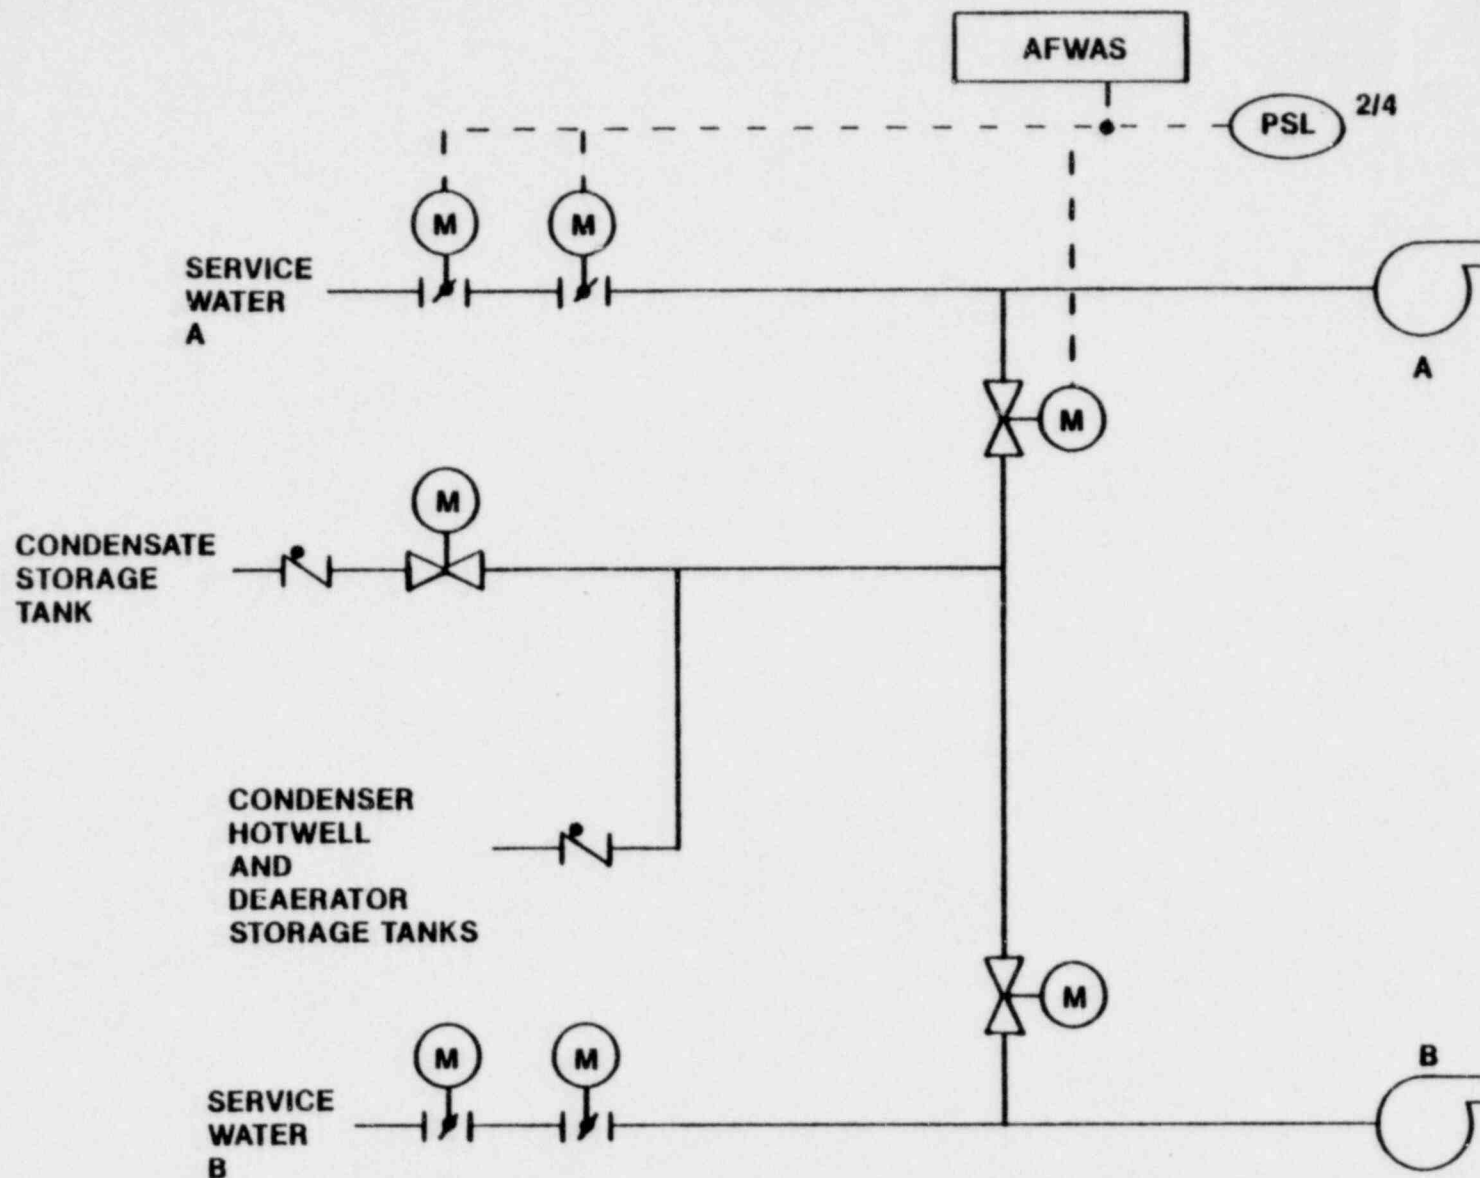 AFWAS
PSL 2/4
M M
SERVICE
WATER
A
A
M
M
CONDENSATE
STORAGE
TANK
CONDENSER
HOTWELL
AND
DEAERATOR
STORAGE TANKS
M
M M
B
SERVICE
WATER
B